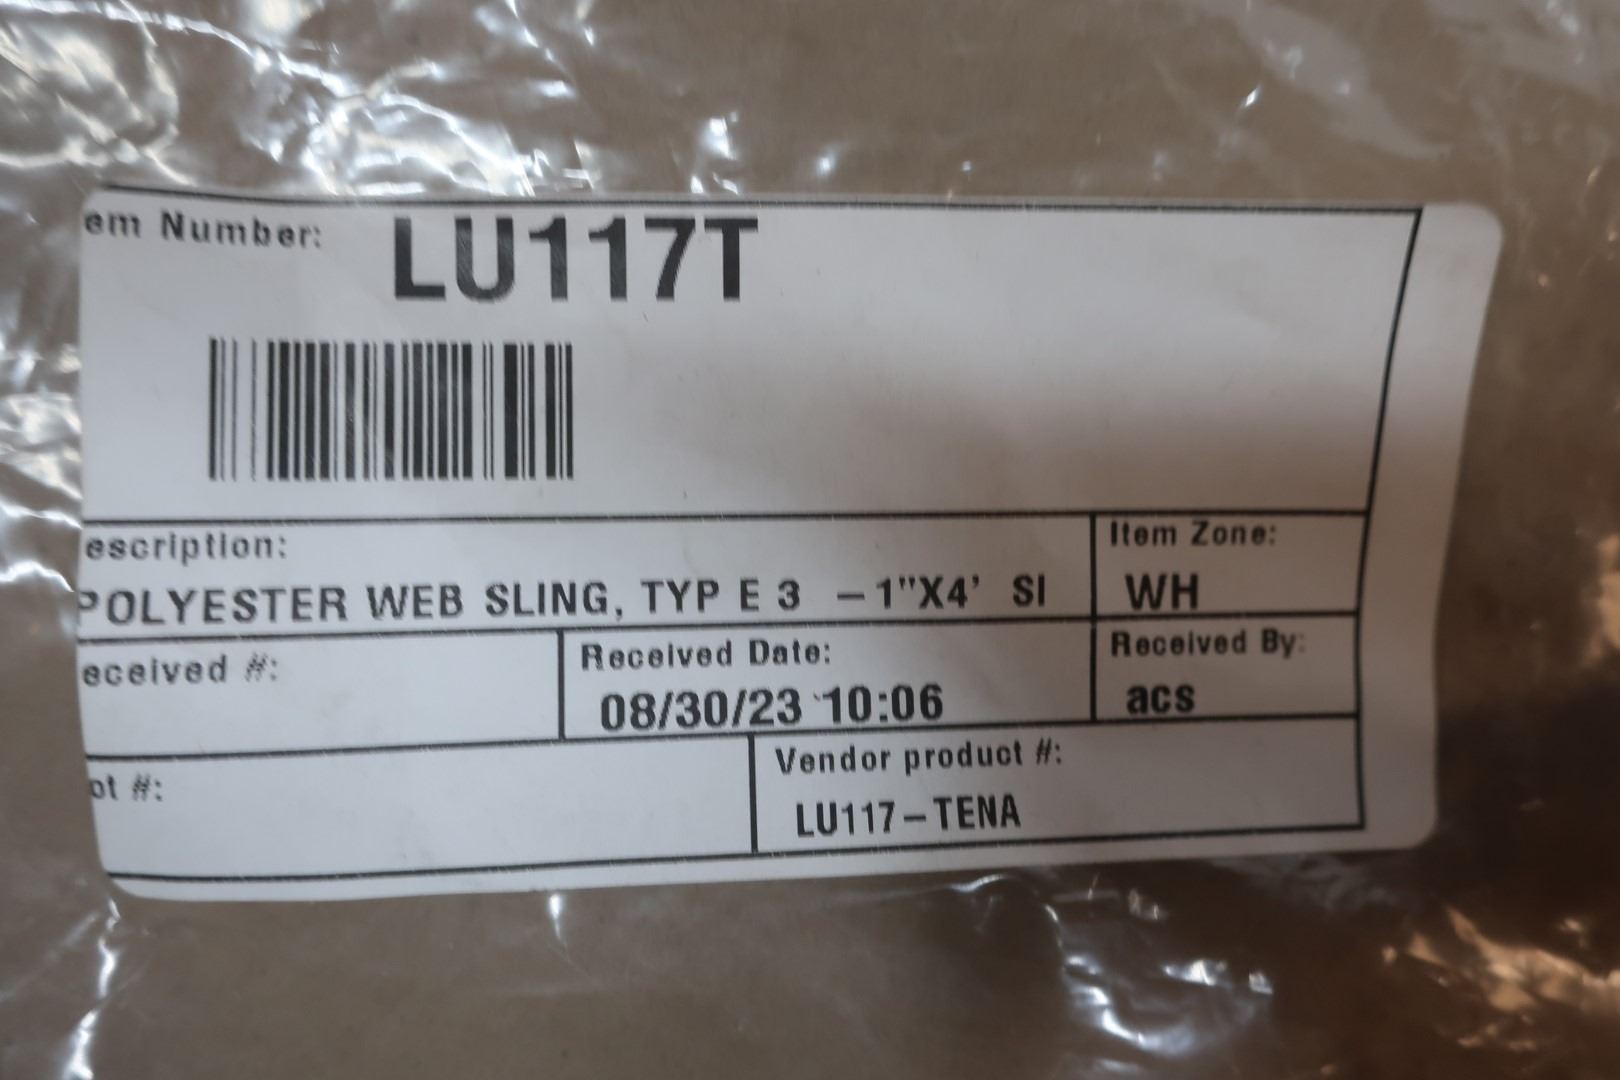 em Number: LU117T
escription:
POLYESTER WEB SLING, TYP E 3 -1"X4' SI
Item Zone:
WH
eceived #:
Received Date:
08/30/23 10:06
Received By:
acs
ot #:
Vendor product #:
LU117-TENA